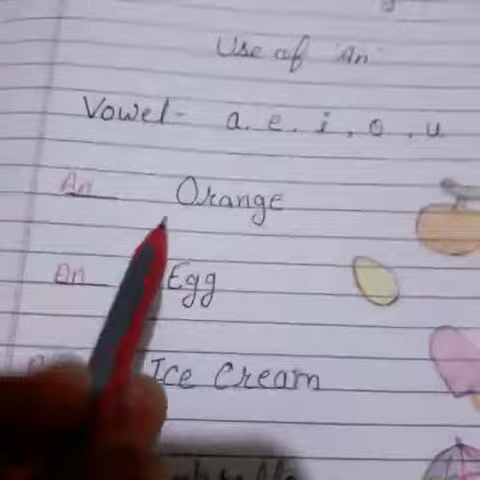 Use of "An"
Vowel- a, e, i, o, u
An Orange
An Egg
Ice Cream